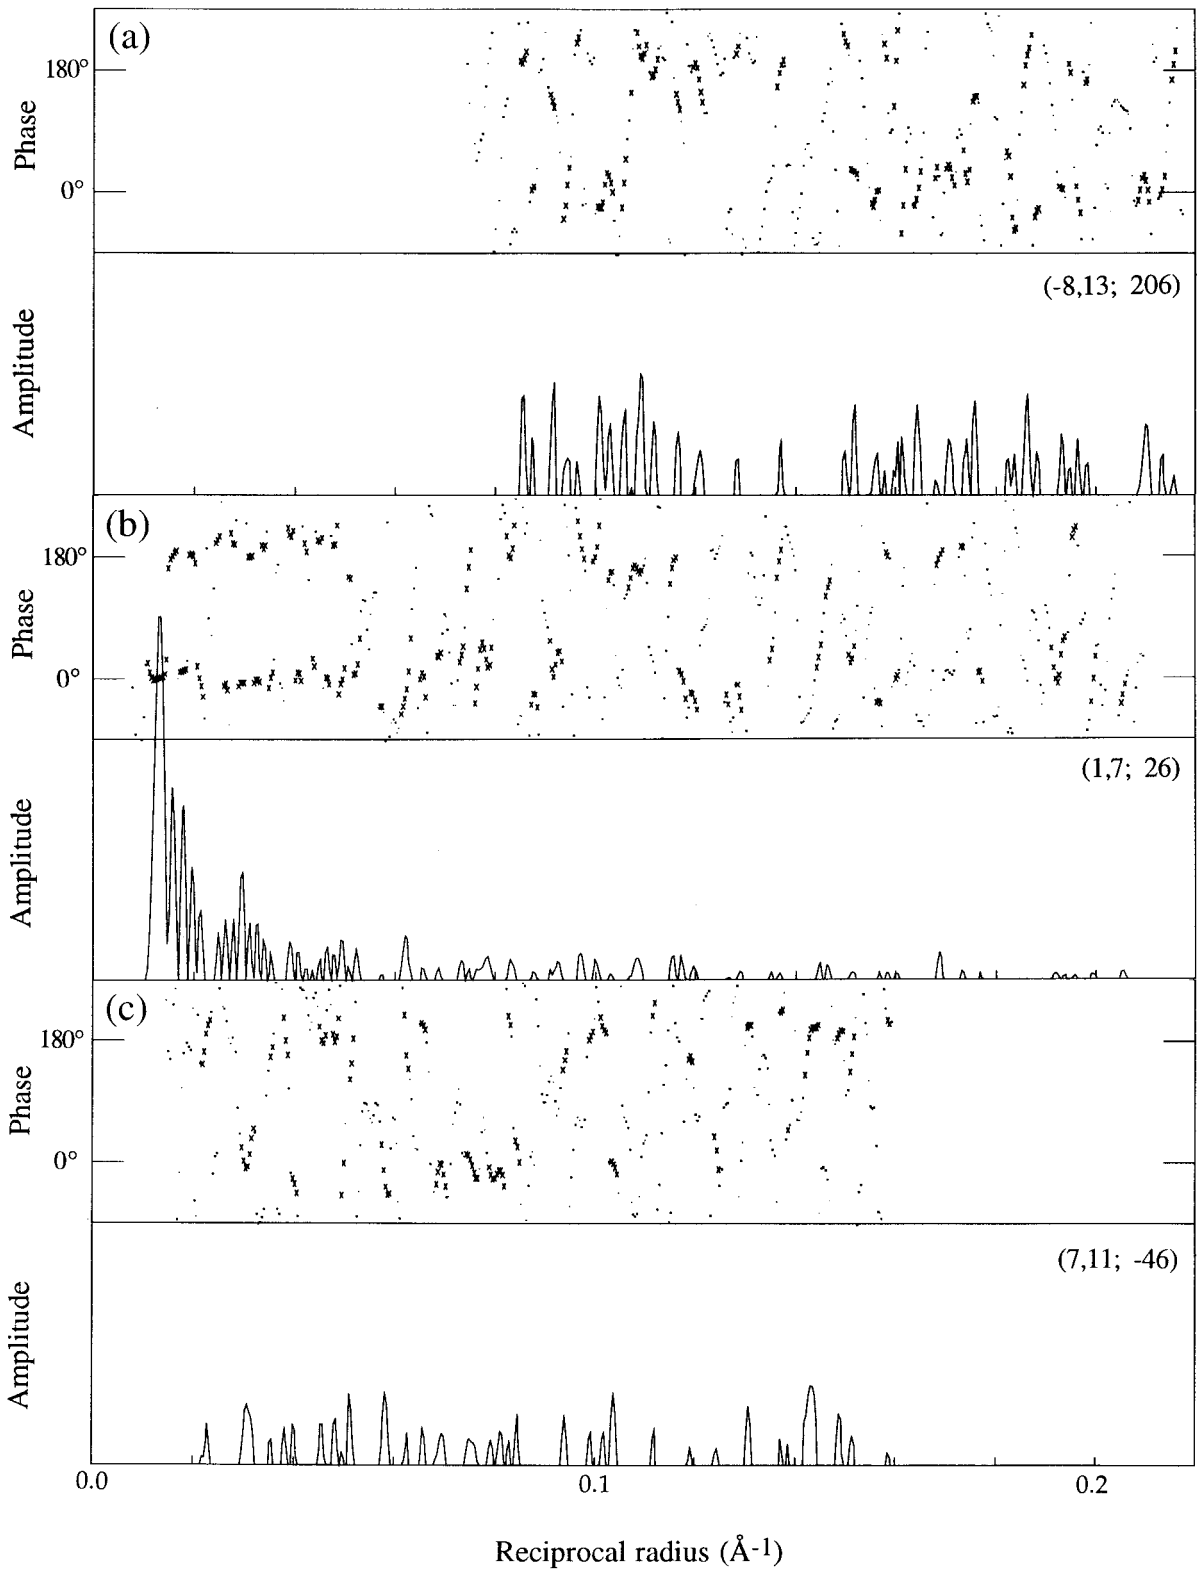 (a)
180°
Phase
0°
(-8,13; 206)
Amplitude
(b)
180°
Phase
0°
(1,7; 26)
Amplitude
(c)
180°
Phase
0°
(7,11; -46)
Amplitude
0.0
0.1
0.2
Reciprocal radius (Å-1)